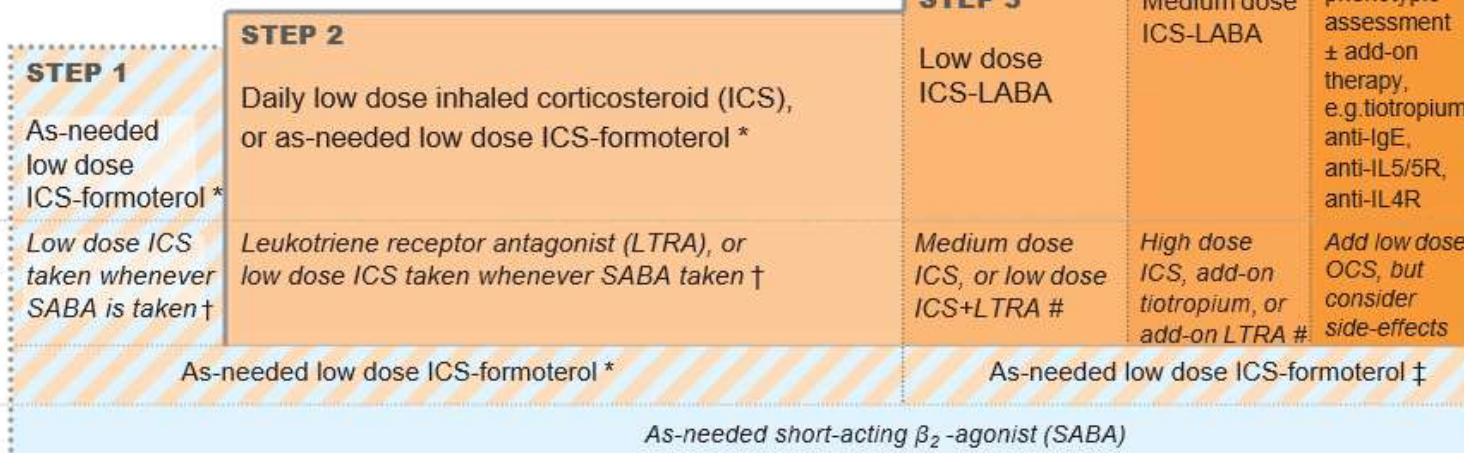 STEP 1
As-needed
low dose
ICS-formoterol *
STEP 2
Daily low dose inhaled corticosteroid (ICS),
or as-needed low dose ICS-formoterol *
STEP 3
Low dose
ICS-LABA
Medium dose
ICS-LABA
phenotypic
assessment
± add-on
therapy,
e.g.tiotropium,
anti-IgE,
anti-IL5/5R,
anti-IL4R
Low dose ICS
taken whenever
SABA is taken †
Leukotriene receptor antagonist (LTRA), or
low dose ICS taken whenever SABA taken †
Medium dose
ICS, or low dose
ICS+LTRA #
High dose
ICS, add-on
tiotropium, or
add-on LTRA #
Add low dose
OCS, but
consider
side-effects
As-needed low dose ICS-formoterol *
As-needed low dose ICS-formoterol ‡
As-needed short-acting β₂ -agonist (SABA)